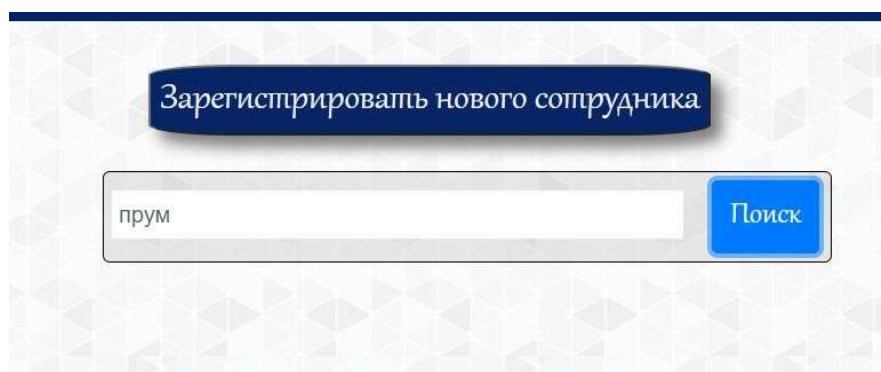 Зарегистрировать нового сотрудника
прум
Поиск